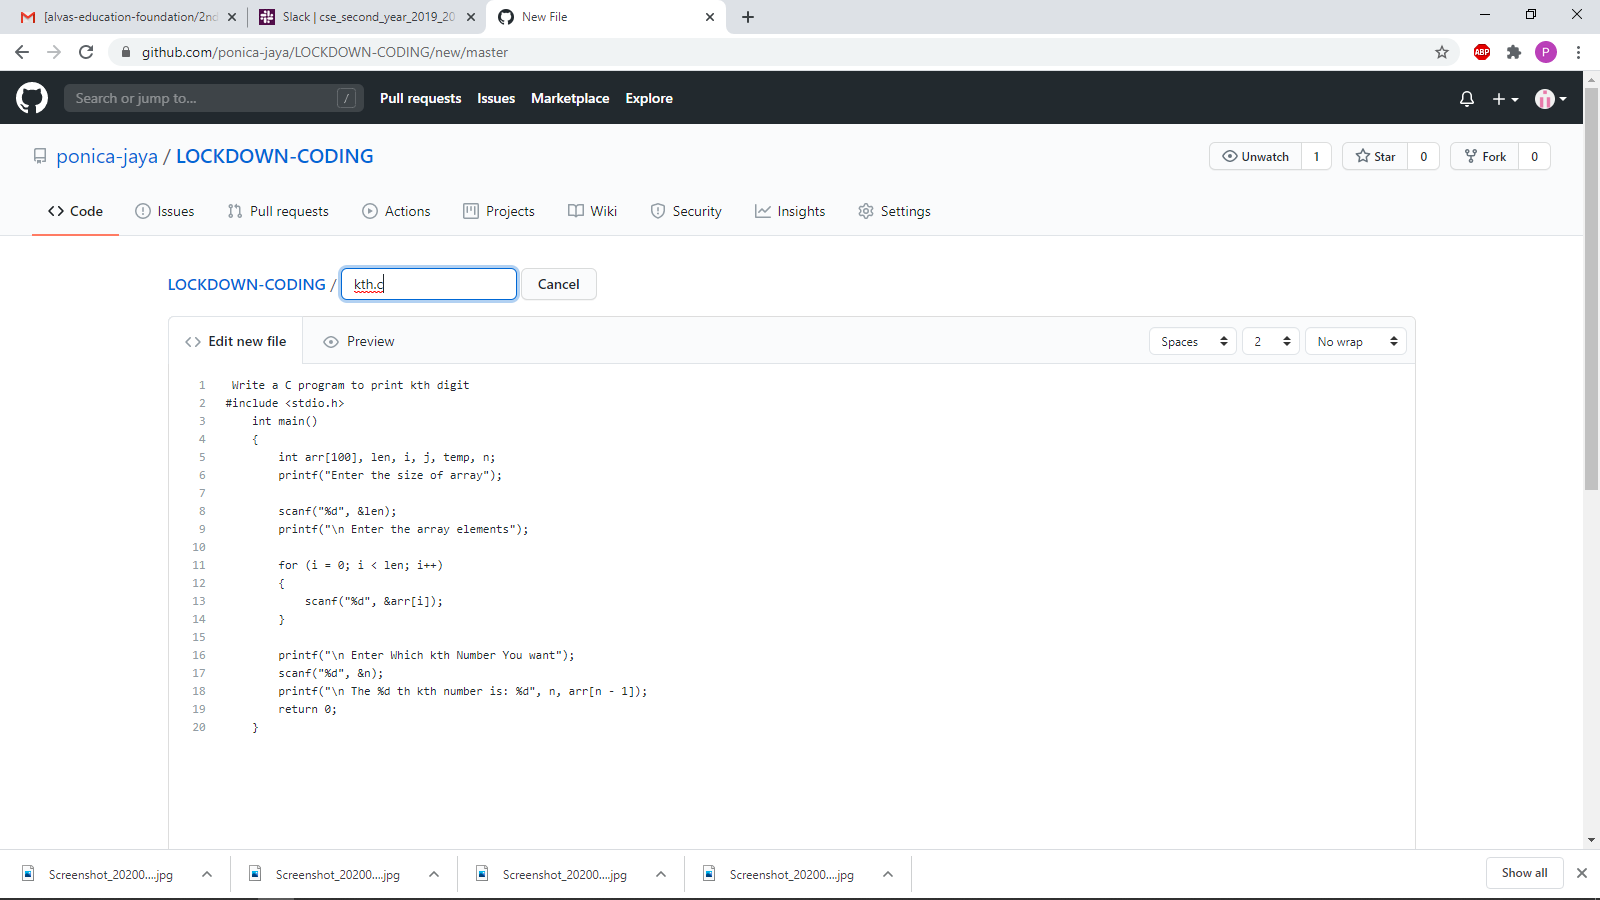 [alvas-education-foundation/2nd
Slack | cse_second_year_2019_20
New File
github.com/ponica-jaya/LOCKDOWN-CODING/new/master
ABP
P
Search or jump to...
/
Pull requests
Issues
Marketplace
Explore
ponica-jaya / LOCKDOWN-CODING
Unwatch 1
Star 0
Fork 0
Code
Issues
Pull requests
Actions
Projects
Wiki
Security
Insights
Settings
LOCKDOWN-CODING / kth.c
Cancel
Edit new file
Preview
Spaces
2
No wrap
1 Write a C program to print kth digit
2 #include <stdio.h>
3 int main()
4 {
5 int arr[100], len, i, j, temp, n;
6 printf("Enter the size of array");
7
8 scanf("%d", &len);
9 printf("\n Enter the array elements");
10
11 for (i = 0; i < len; i++)
12 {
13 scanf("%d", &arr[i]);
14 }
15
16 printf("\n Enter Which kth Number You want");
17 scanf("%d", &n);
18 printf("\n The %d th kth number is: %d", n, arr[n - 1]);
19 return 0;
20 }
Screenshot_20200....jpg
Screenshot_20200....jpg
Screenshot_20200....jpg
Screenshot_20200....jpg
Show all